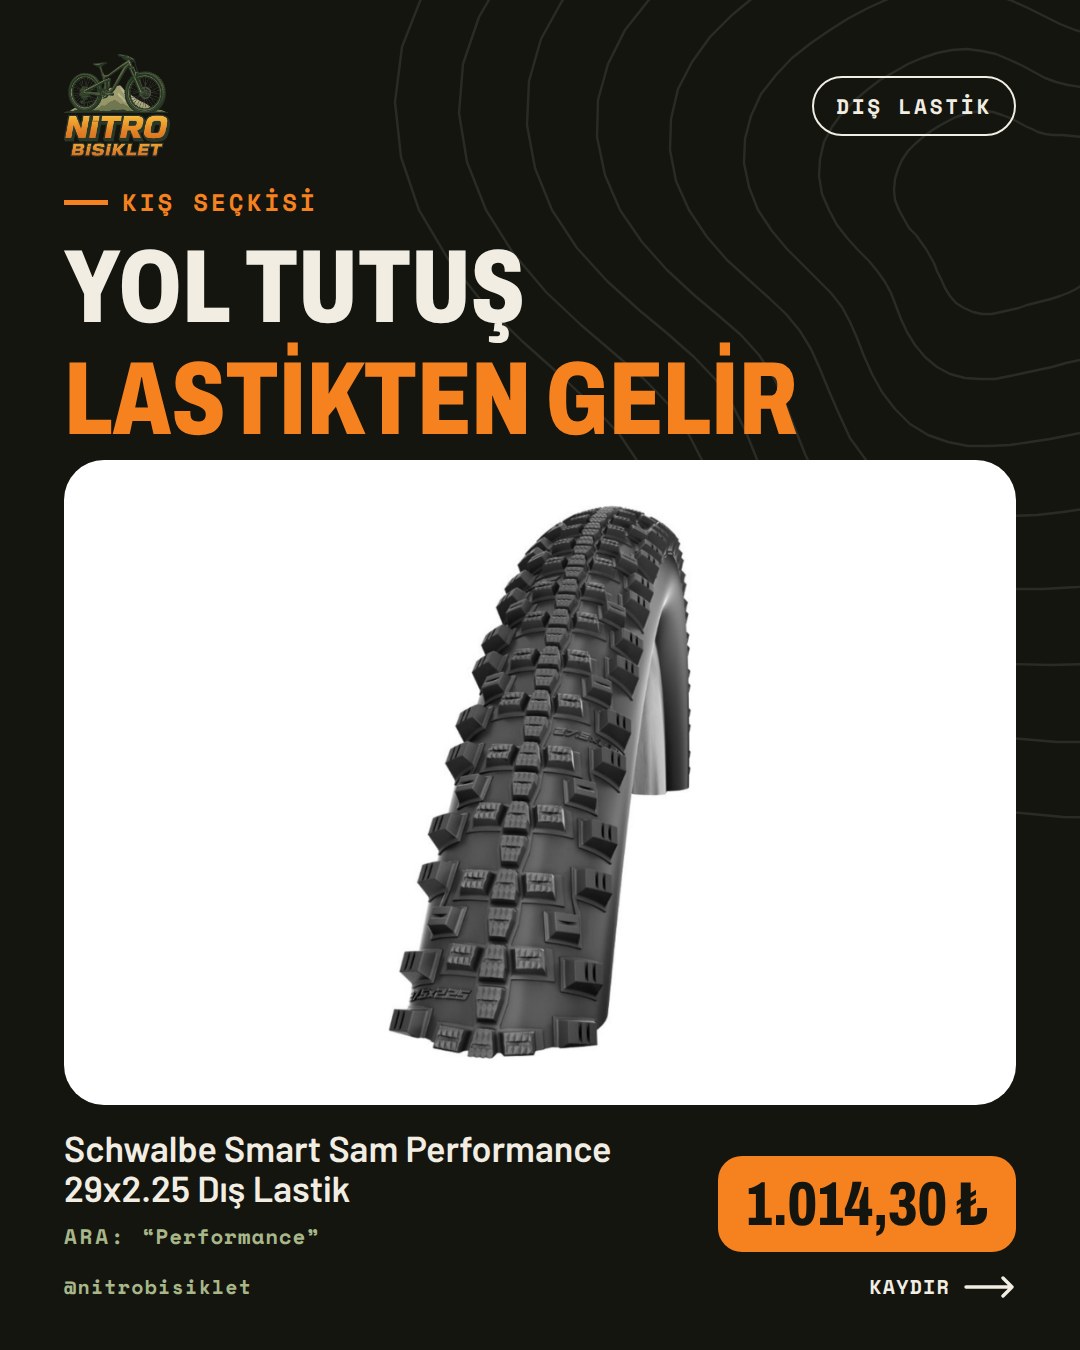 NiTRO
BISIKLET
DIŞ LASTİK
KIŞ SEÇKİSİ
YOL TUTUŞ
LASTİKTEN GELİR
Schwalbe Smart Sam Performance
29x2.25 Dış Lastik
ARA: “Performance”
1.014,30 ₺
@nitrobisiklet
KAYDIR